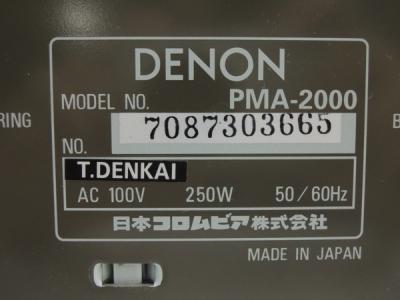 DENON
MODEL NO. PMA-2000
RING
NO. 7087303665
T.DENKAI
AC 100V 250W 50/60Hz
日本コロムビア株式会社
MADE IN JAPAN